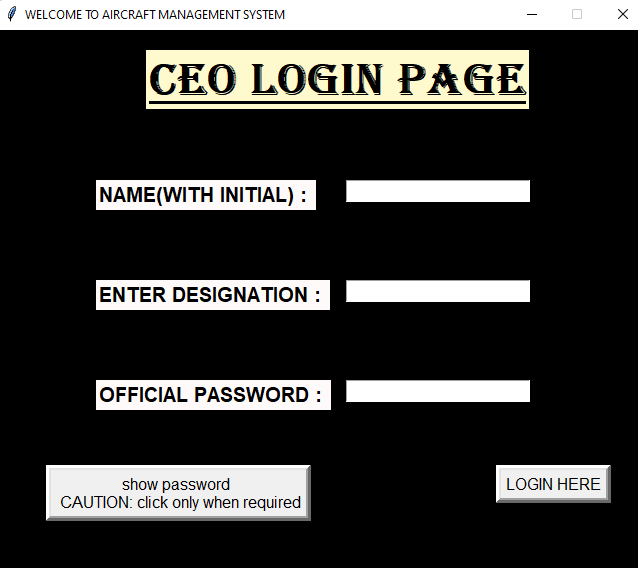 WELCOME TO AIRCRAFT MANAGEMENT SYSTEM
CEO LOGIN PAGE
NAME(WITH INITIAL) :
ENTER DESIGNATION :
OFFICIAL PASSWORD :
show password
CAUTION: click only when required
LOGIN HERE